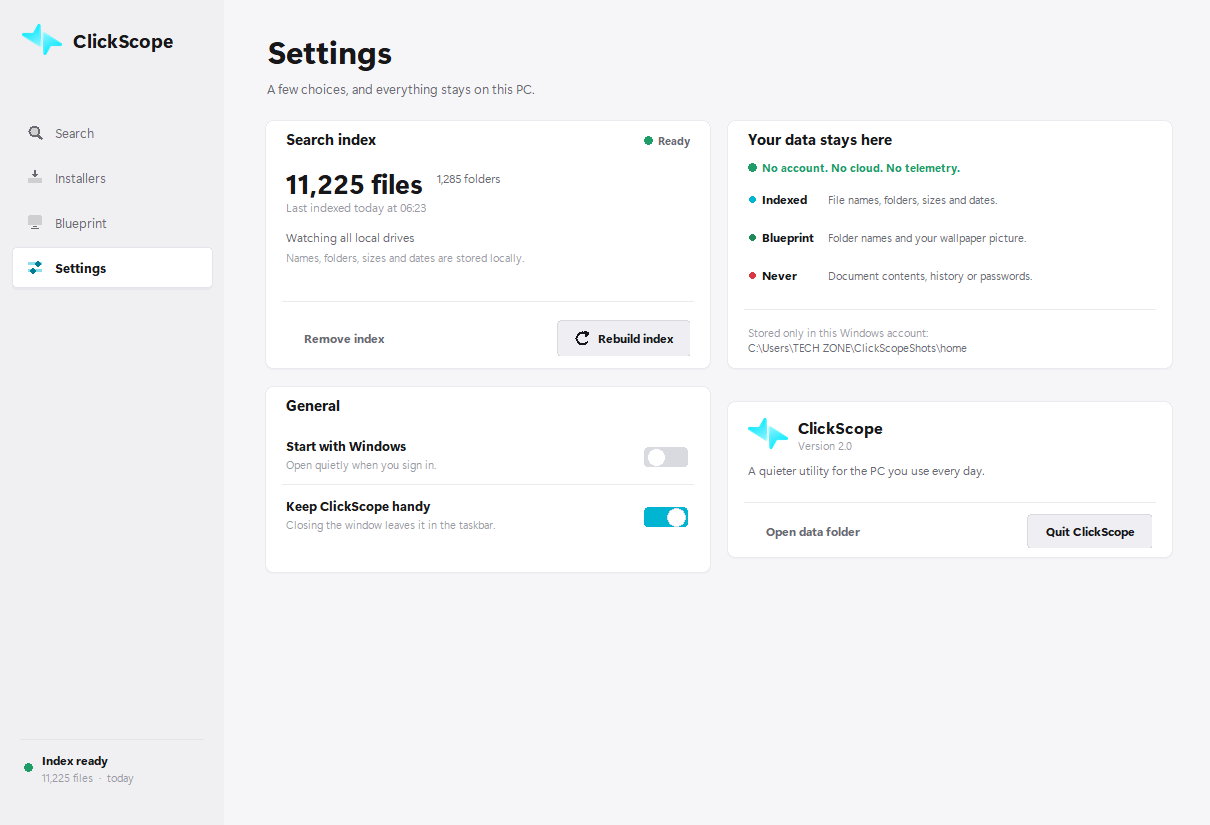 ClickScope
Search
Installers
Blueprint
Settings
Index ready
11,225 files · today
Settings
A few choices, and everything stays on this PC.
Search index
Ready
11,225 files 1,285 folders
Last indexed today at 06:23
Watching all local drives
Names, folders, sizes and dates are stored locally.
Remove index
Rebuild index
Your data stays here
No account. No cloud. No telemetry.
Indexed File names, folders, sizes and dates.
Blueprint Folder names and your wallpaper picture.
Never Document contents, history or passwords.
Stored only in this Windows account:
C:\Users\TECH ZONE\ClickScopeShots\home
General
Start with Windows
Open quietly when you sign in.
Keep ClickScope handy
Closing the window leaves it in the taskbar.
ClickScope
Version 2.0
A quieter utility for the PC you use every day.
Open data folder
Quit ClickScope